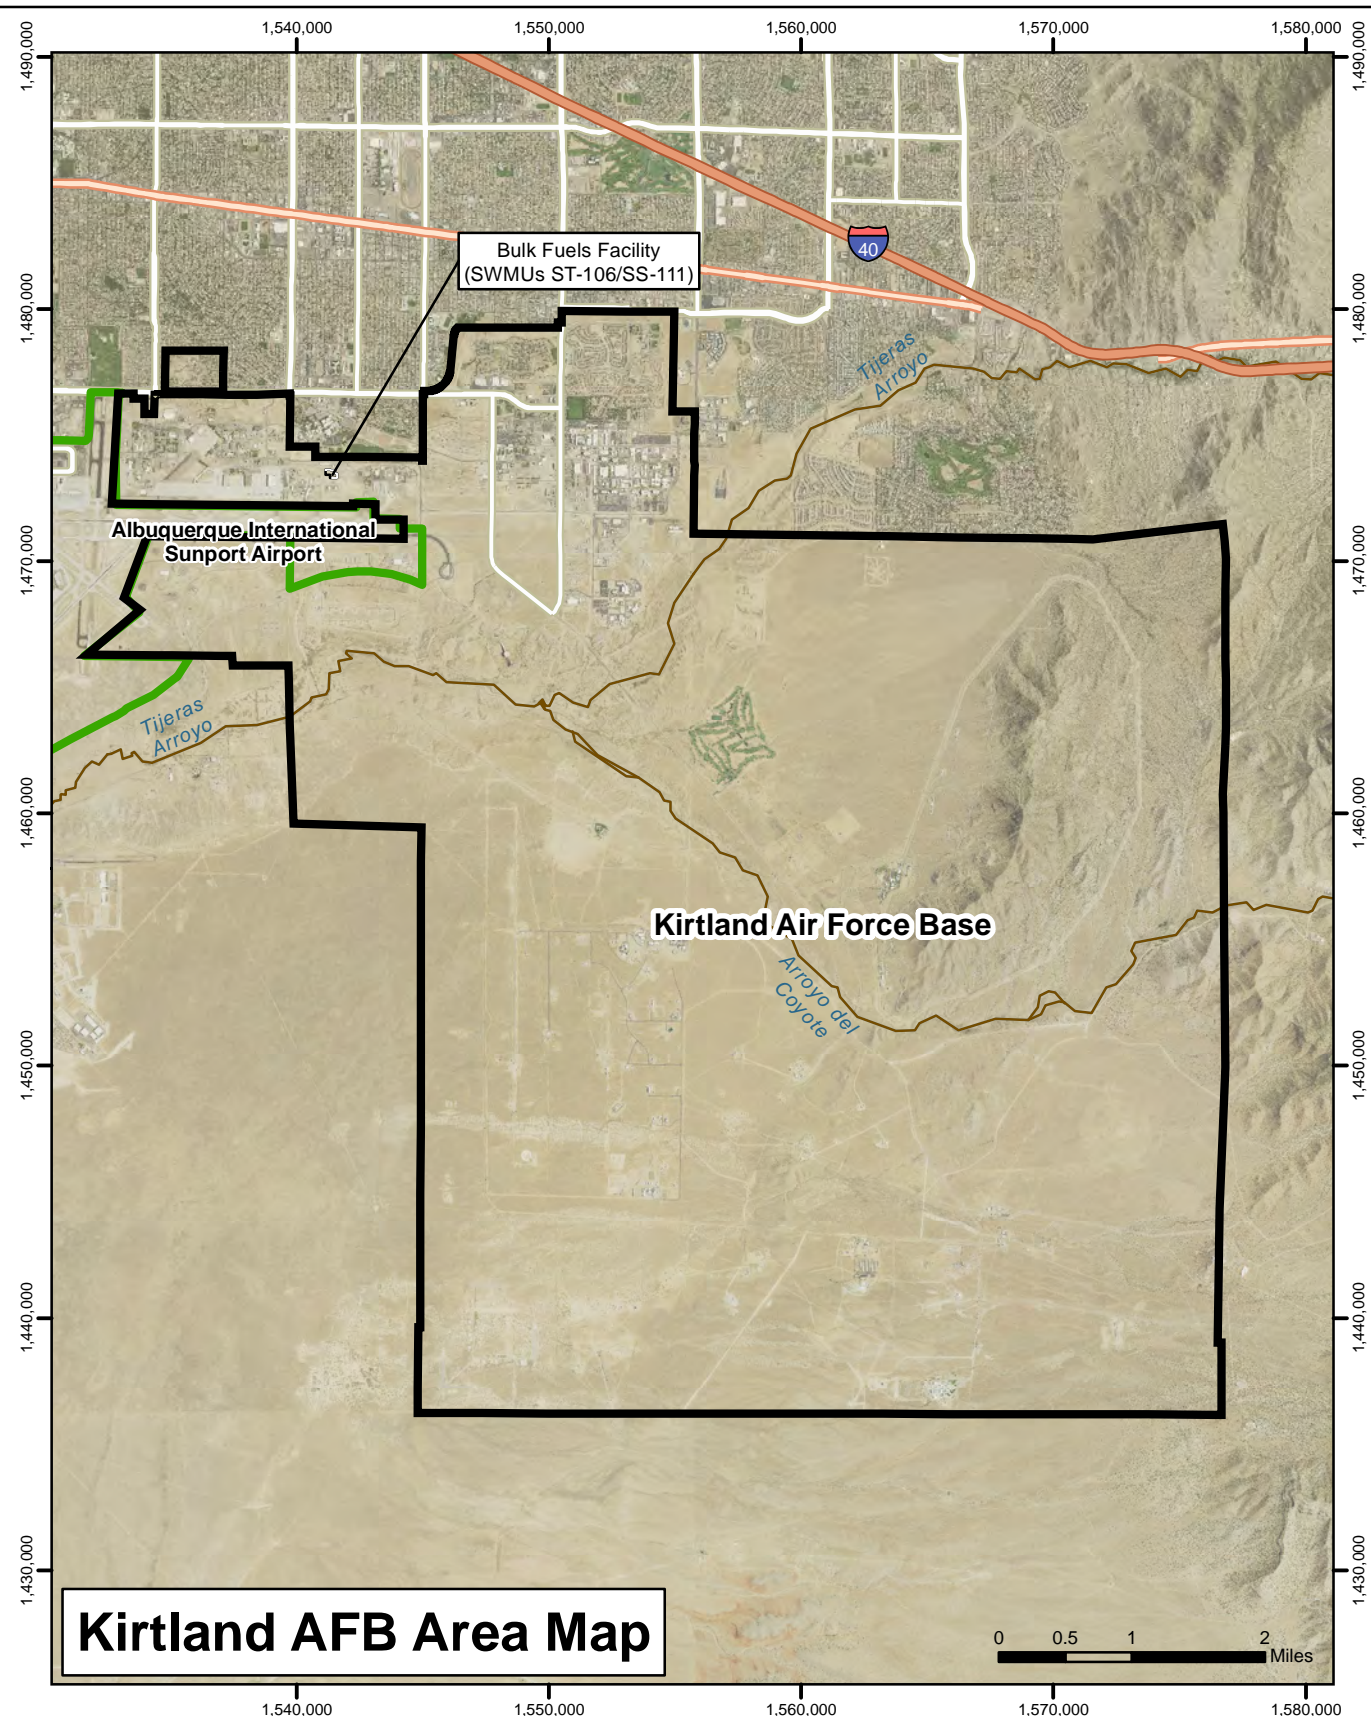 1,540,000
1,550,000
1,560,000
1,570,000
1,580,000
1,490,000
1,490,000
Bulk Fuels Facility
(SWMUs ST-106/SS-111)
40
1,480,000
1,480,000
Tijeras
Arroyo
Albuquerque International
Sunport Airport
1,470,000
1,470,000
Tijeras
Arroyo
1,460,000
1,460,000
Kirtland Air Force Base
Arroyo del
Coyote
1,450,000
1,450,000
1,440,000
1,440,000
1,430,000
1,430,000
Kirtland AFB Area Map
0 0.5 1 2
Miles
1,540,000
1,550,000
1,560,000
1,570,000
1,580,000